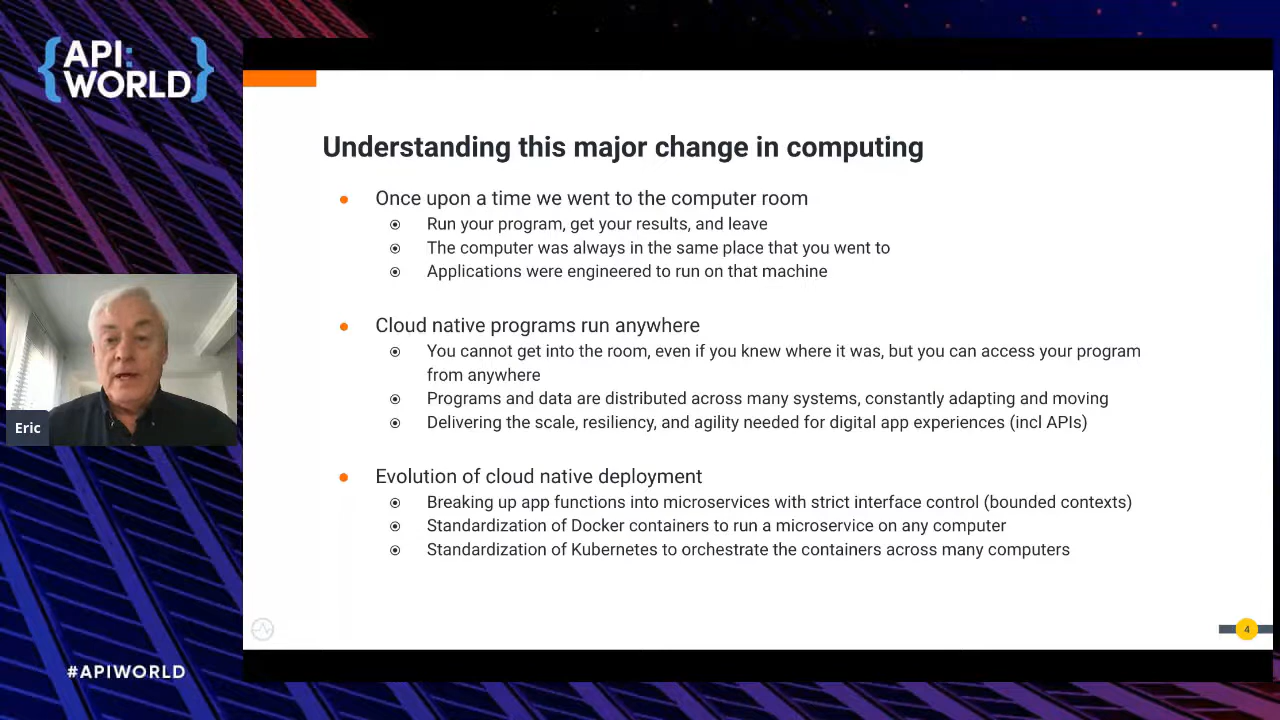 {API:
WORLD}
Understanding this major change in computing
Once upon a time we went to the computer room
Run your program, get your results, and leave
The computer was always in the same place that you went to
Applications were engineered to run on that machine
Cloud native programs run anywhere
You cannot get into the room, even if you knew where it was, but you can access your program
from anywhere
Programs and data are distributed across many systems, constantly adapting and moving
Delivering the scale, resiliency, and agility needed for digital app experiences (incl APIs)
Evolution of cloud native deployment
Breaking up app functions into microservices with strict interface control (bounded contexts)
Standardization of Docker containers to run a microservice on any computer
Standardization of Kubernetes to orchestrate the containers across many computers
Eric
4
#APIWORLD